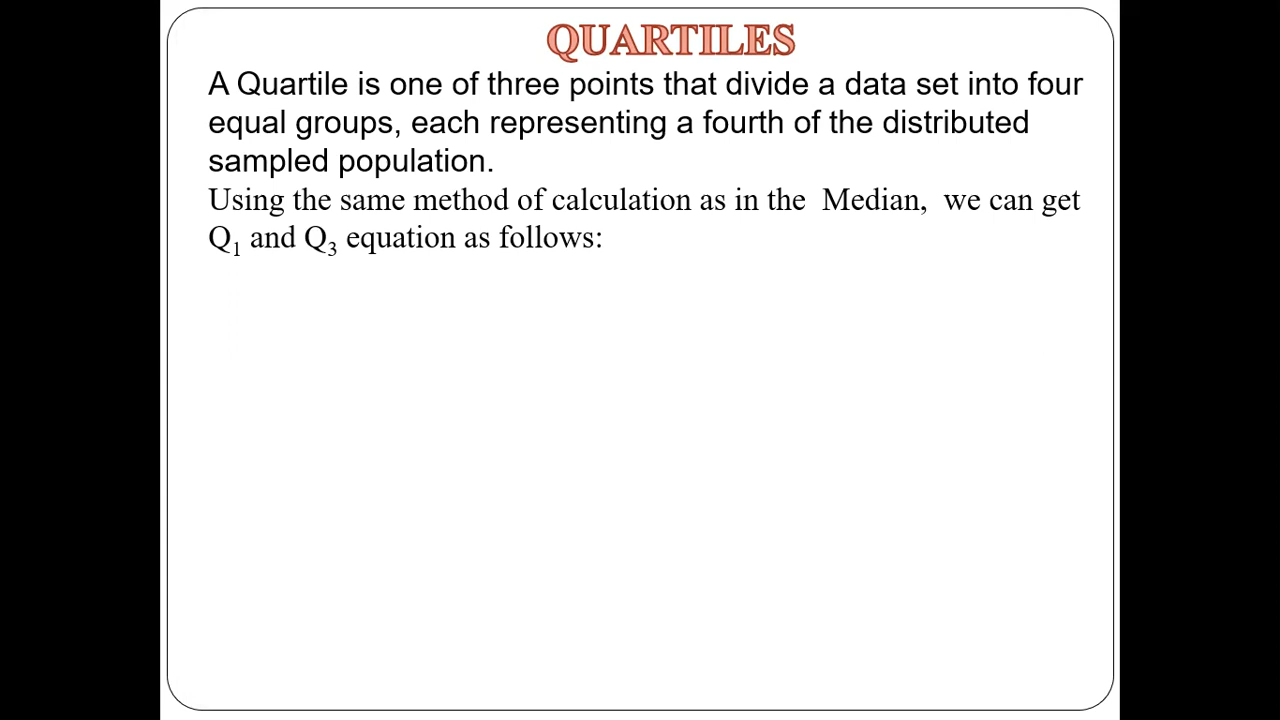 QUARTILES
A Quartile is one of three points that divide a data set into four
equal groups, each representing a fourth of the distributed
sampled population.
Using the same method of calculation as in the Median, we can get
Q₁ and Q₃ equation as follows: